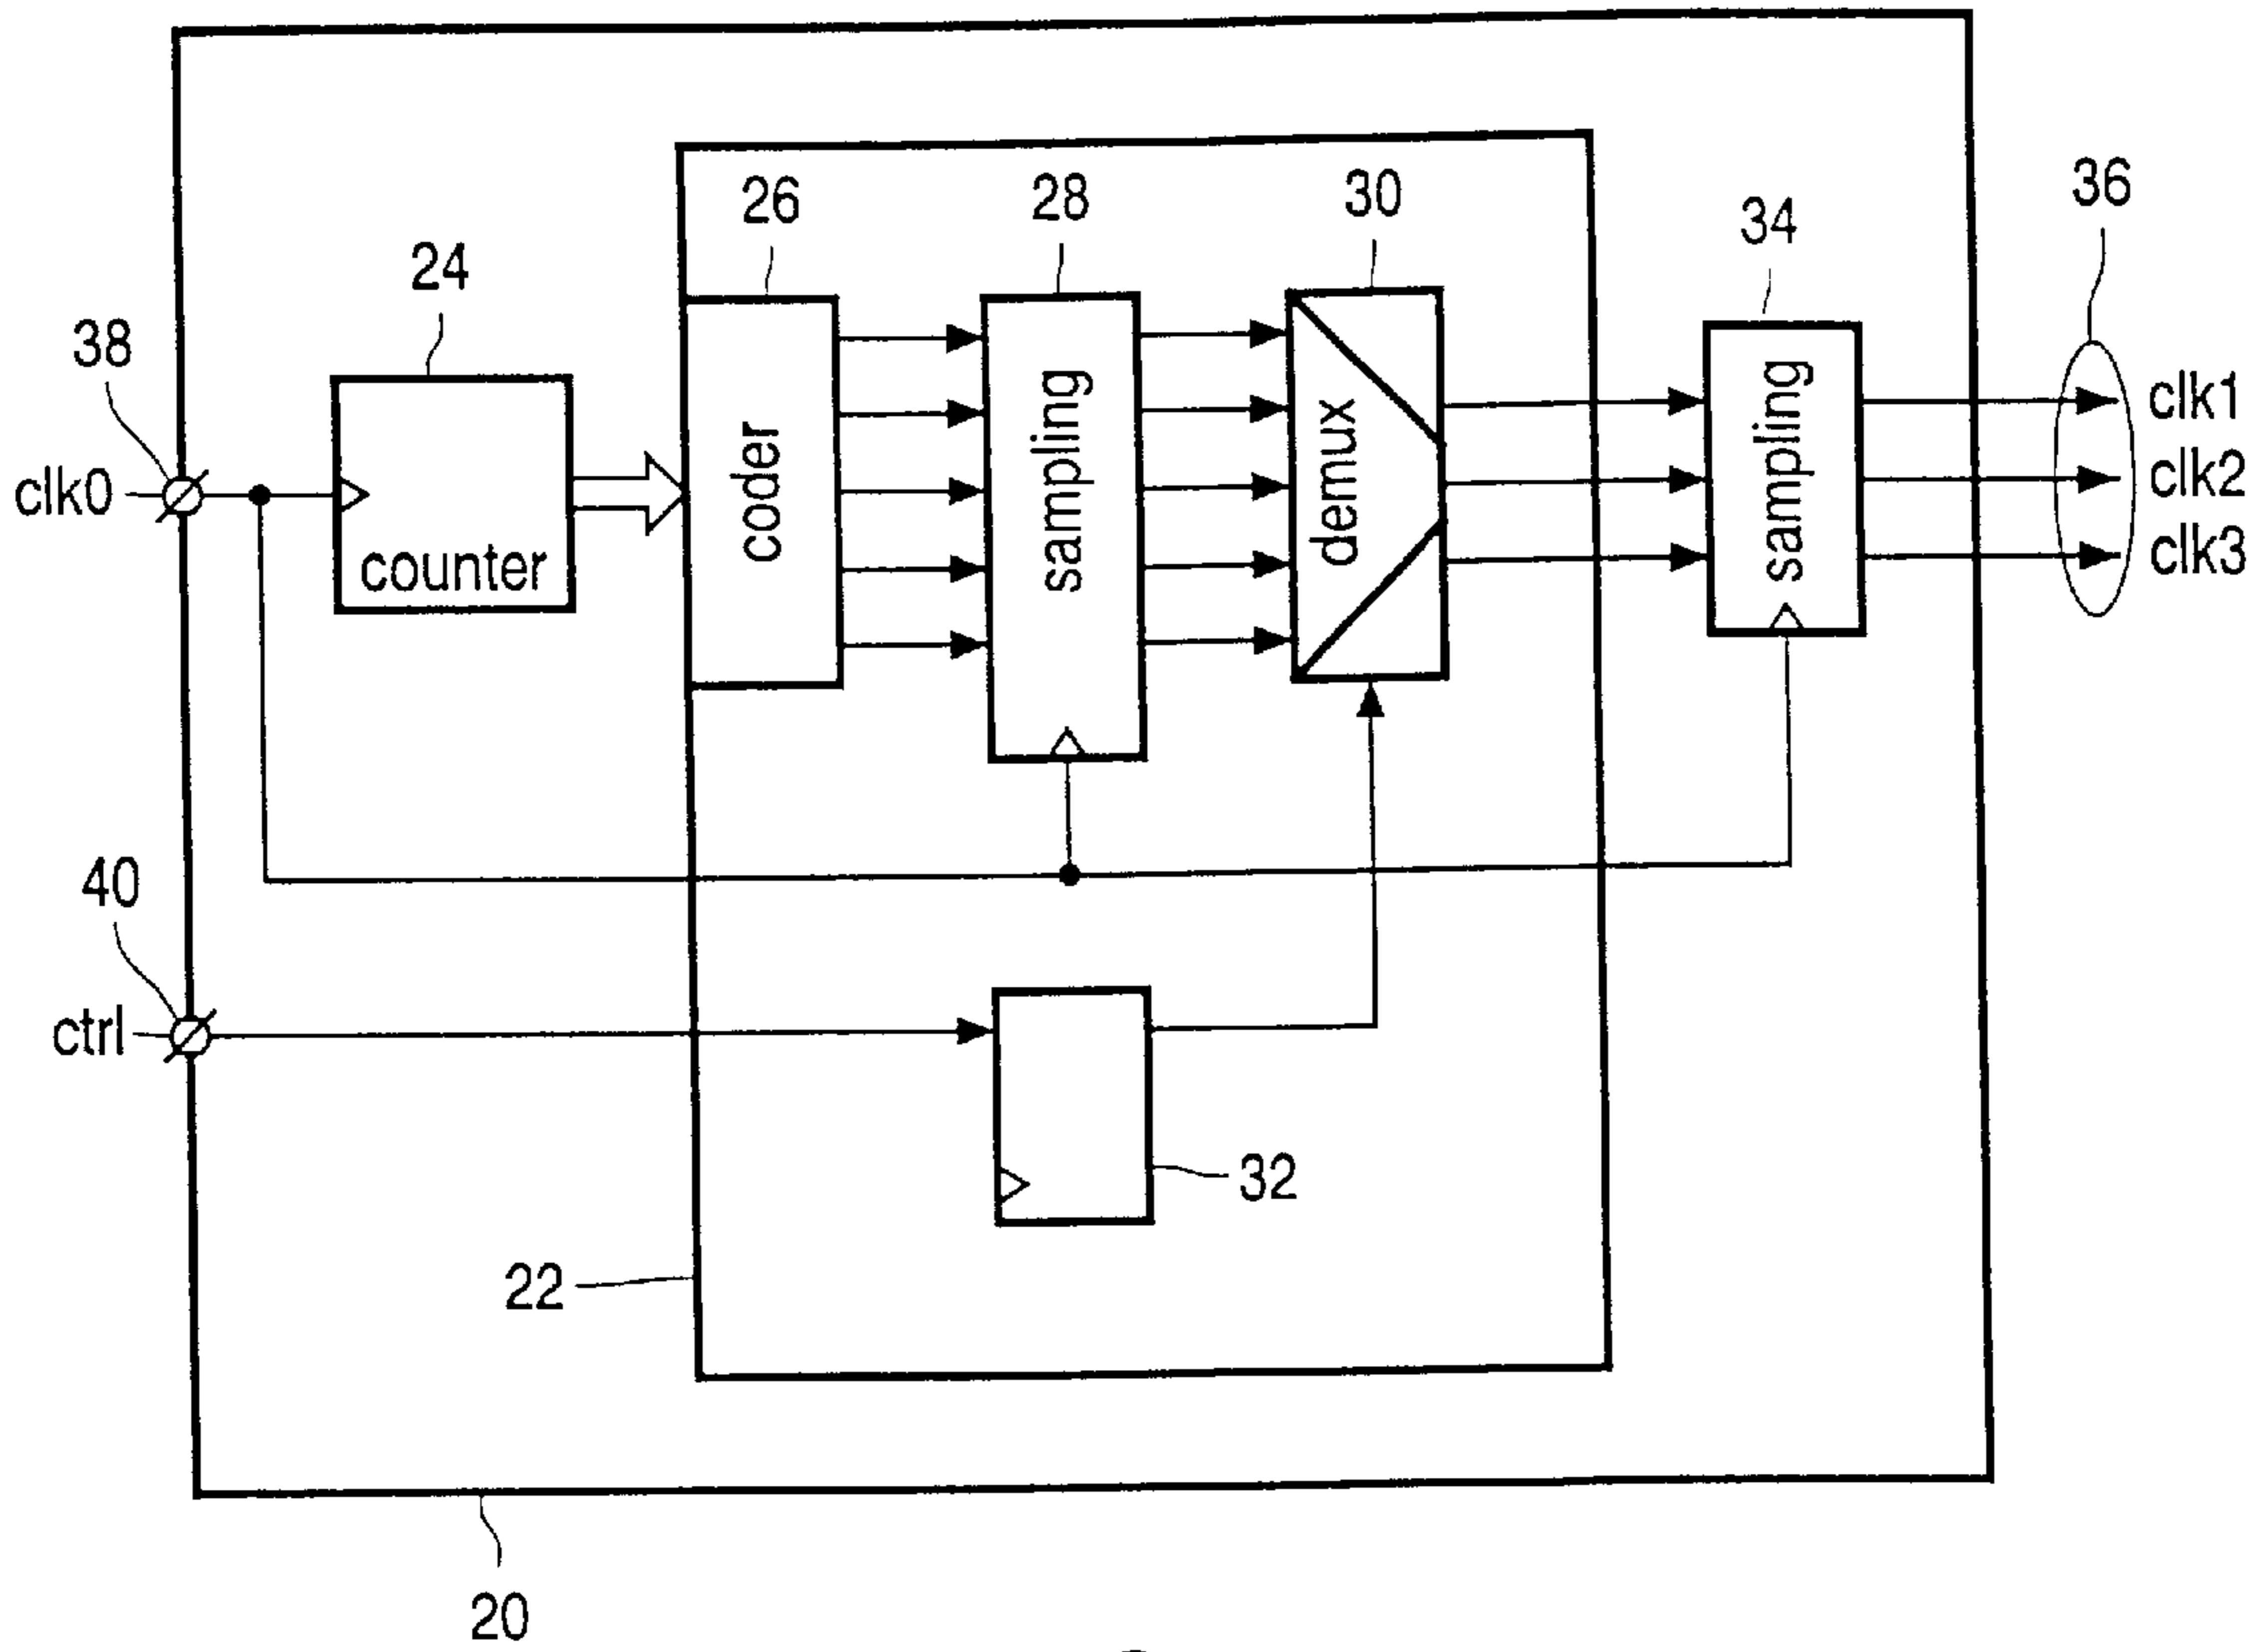 26
28
30
36
34
24
38
clk1
clk0
coder
sampling
demux
sampling
clk2
counter
clk3
40
ctrl
32
22
20